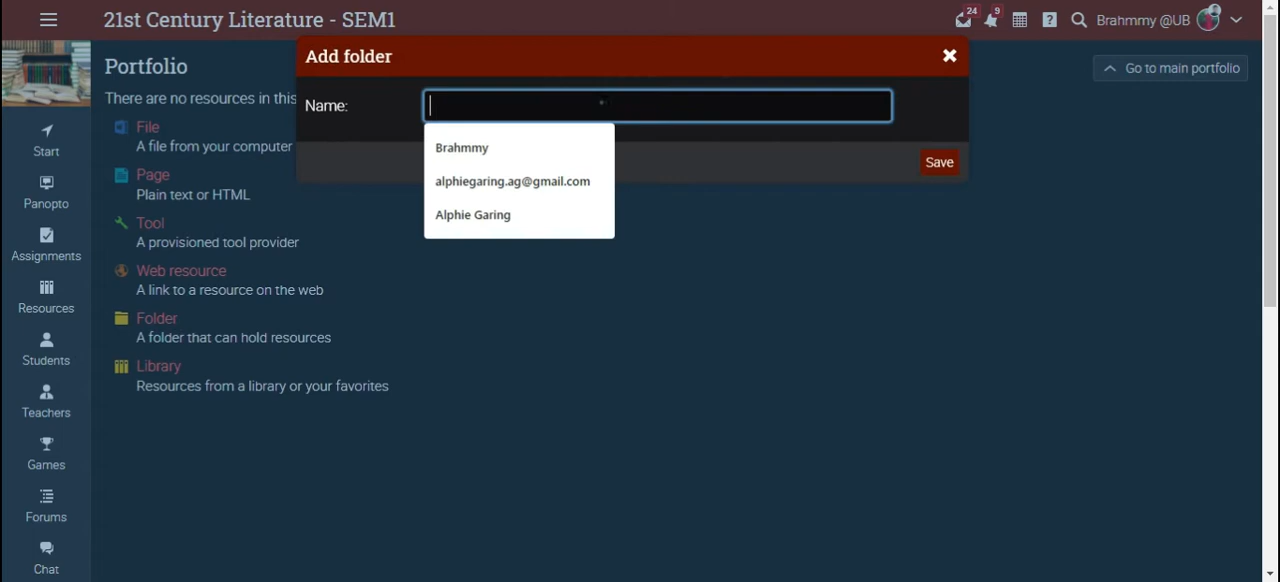 21st Century Literature - SEM1
24
9
Brahmmy @UB
Add folder
Portfolio
Go to main portfolio
There are no resources in this
Name:
Brahmmy
alphiegaring.ag@gmail.com
Alphie Garing
Save
File
A file from your computer
Page
Plain text or HTML
Tool
A provisioned tool provider
Web resource
A link to a resource on the web
Folder
A folder that can hold resources
Library
Resources from a library or your favorites
Start
Panopto
Assignments
Resources
Students
Teachers
Games
Forums
Chat